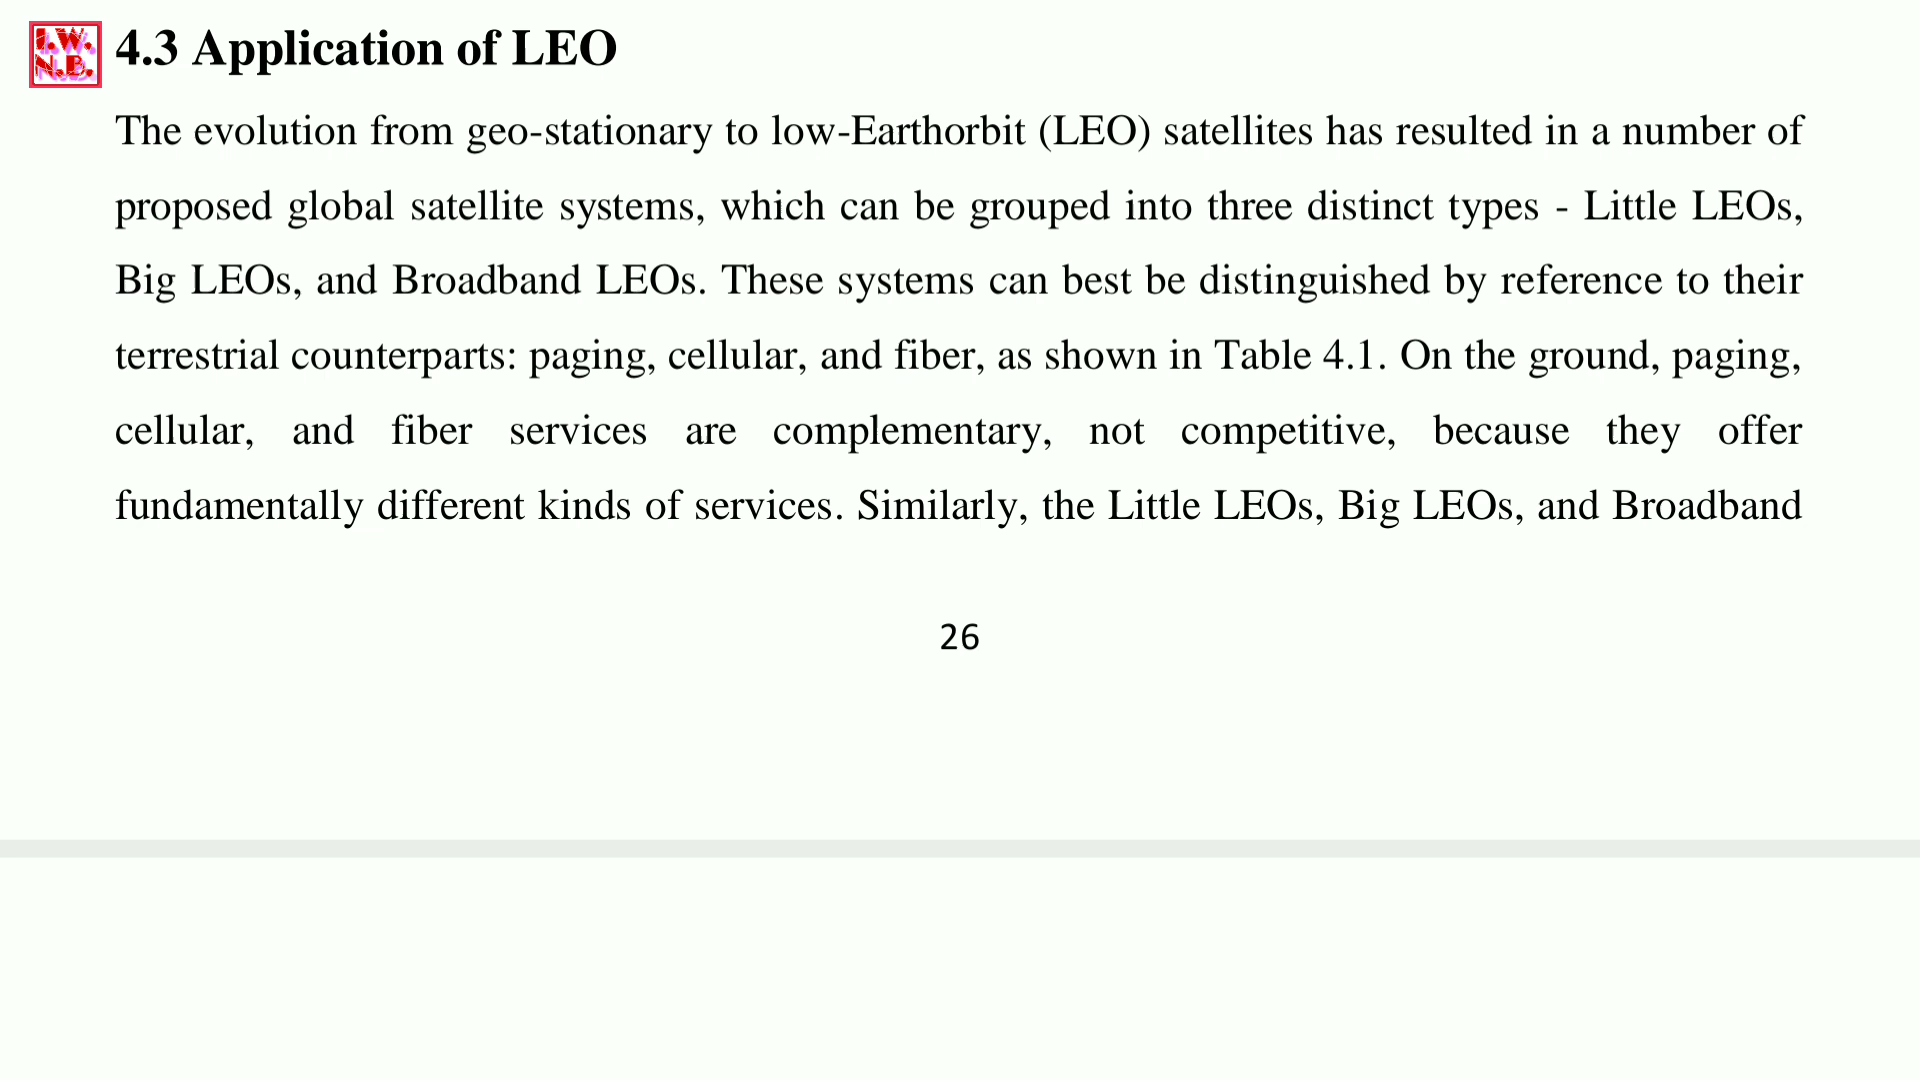 I.W.
N.B.
4.3 Application of LEO
The evolution from geo-stationary to low-Earthorbit (LEO) satellites has resulted in a number of
proposed global satellite systems, which can be grouped into three distinct types - Little LEOs,
Big LEOs, and Broadband LEOs. These systems can best be distinguished by reference to their
terrestrial counterparts: paging, cellular, and fiber, as shown in Table 4.1. On the ground, paging,
cellular, and fiber services are complementary, not competitive, because they offer
fundamentally different kinds of services. Similarly, the Little LEOs, Big LEOs, and Broadband
26